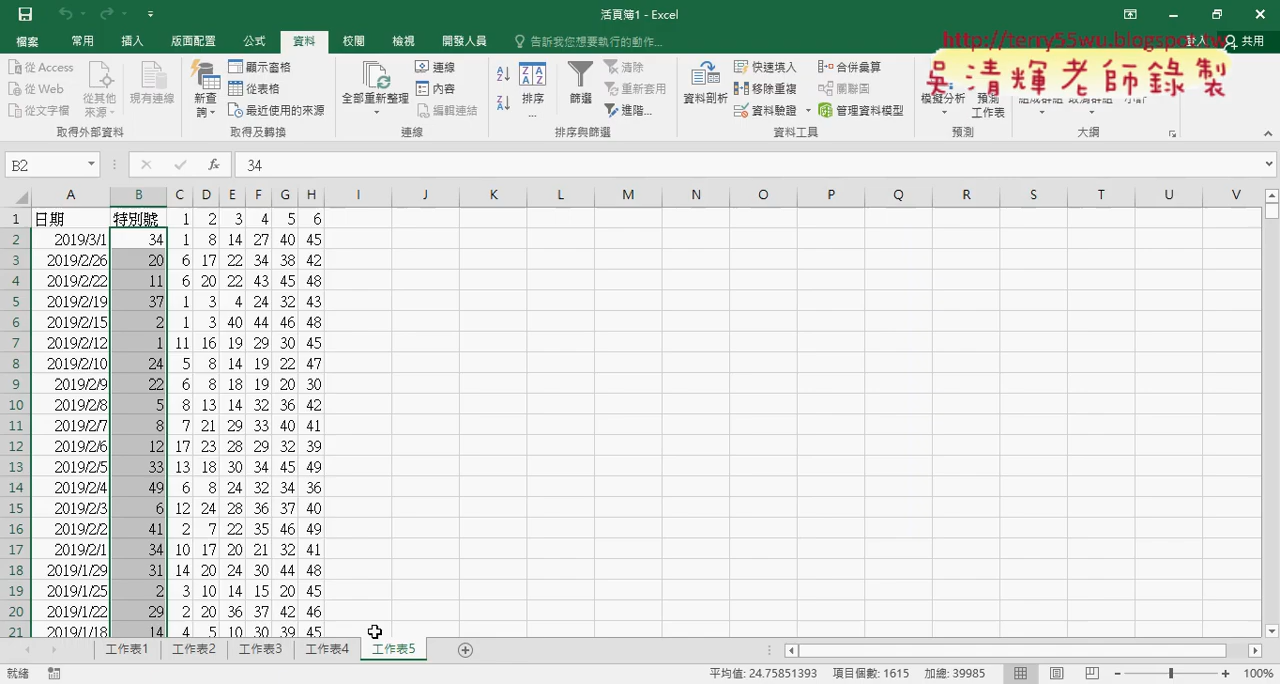 活頁簿1 - Excel
檔案 常用 插入 版面配置 公式 資料 校閱 檢視 開發人員 告訴我您想要執行的動作... 登入 共用
http://terry55wu.blogspot.tw
吳清輝老師錄製
從 Access
從 Web
從文字檔
從其他來源
現有連線
取得外部資料
新查詢
顯示查詢
從表格
最近使用的來源
取得及轉換
全部重新整理
連線
內容
編輯連結
連線
排序...
篩選
清除
重新套用
進階...
排序與篩選
資料剖析
快速填入
移除重複
資料驗證
合併彙算
關聯圖
管理資料模型
資料工具
模擬分析
預測工作表
預測
大綱
B2 34
A B C D E F G H I J K L M N O P Q R S T U V
1 日期 特別號 1 2 3 4 5 6
2 2019/3/1 34 1 8 14 27 40 45
3 2019/2/26 20 6 17 22 34 38 42
4 2019/2/22 11 6 20 22 43 45 48
5 2019/2/19 37 1 3 4 24 32 43
6 2019/2/15 2 1 3 40 44 46 48
7 2019/2/12 1 11 16 19 29 30 45
8 2019/2/10 24 5 8 14 19 22 47
9 2019/2/9 22 6 8 18 19 20 30
10 2019/2/8 5 8 13 14 32 36 42
11 2019/2/7 8 7 21 29 33 40 41
12 2019/2/6 12 17 23 28 29 32 39
13 2019/2/5 33 13 18 30 34 45 49
14 2019/2/4 49 6 8 24 32 34 36
15 2019/2/3 6 12 24 28 36 37 40
16 2019/2/2 41 2 7 22 35 46 49
17 2019/2/1 34 10 17 20 21 32 41
18 2019/1/29 31 14 20 24 30 44 48
19 2019/1/25 2 3 10 14 15 20 45
20 2019/1/22 29 2 20 36 37 42 46
21 2019/1/18 14 4 5 10 30 39 45
工作表1 工作表2 工作表3 工作表4 工作表5
就緒 平均值: 24.75851393 項目個數: 1615 加總: 39985 100%